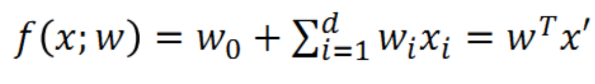 f(x; w) = w₀ + ∑ᵢ₌₁ᵈ wᵢxᵢ = wᵀx′